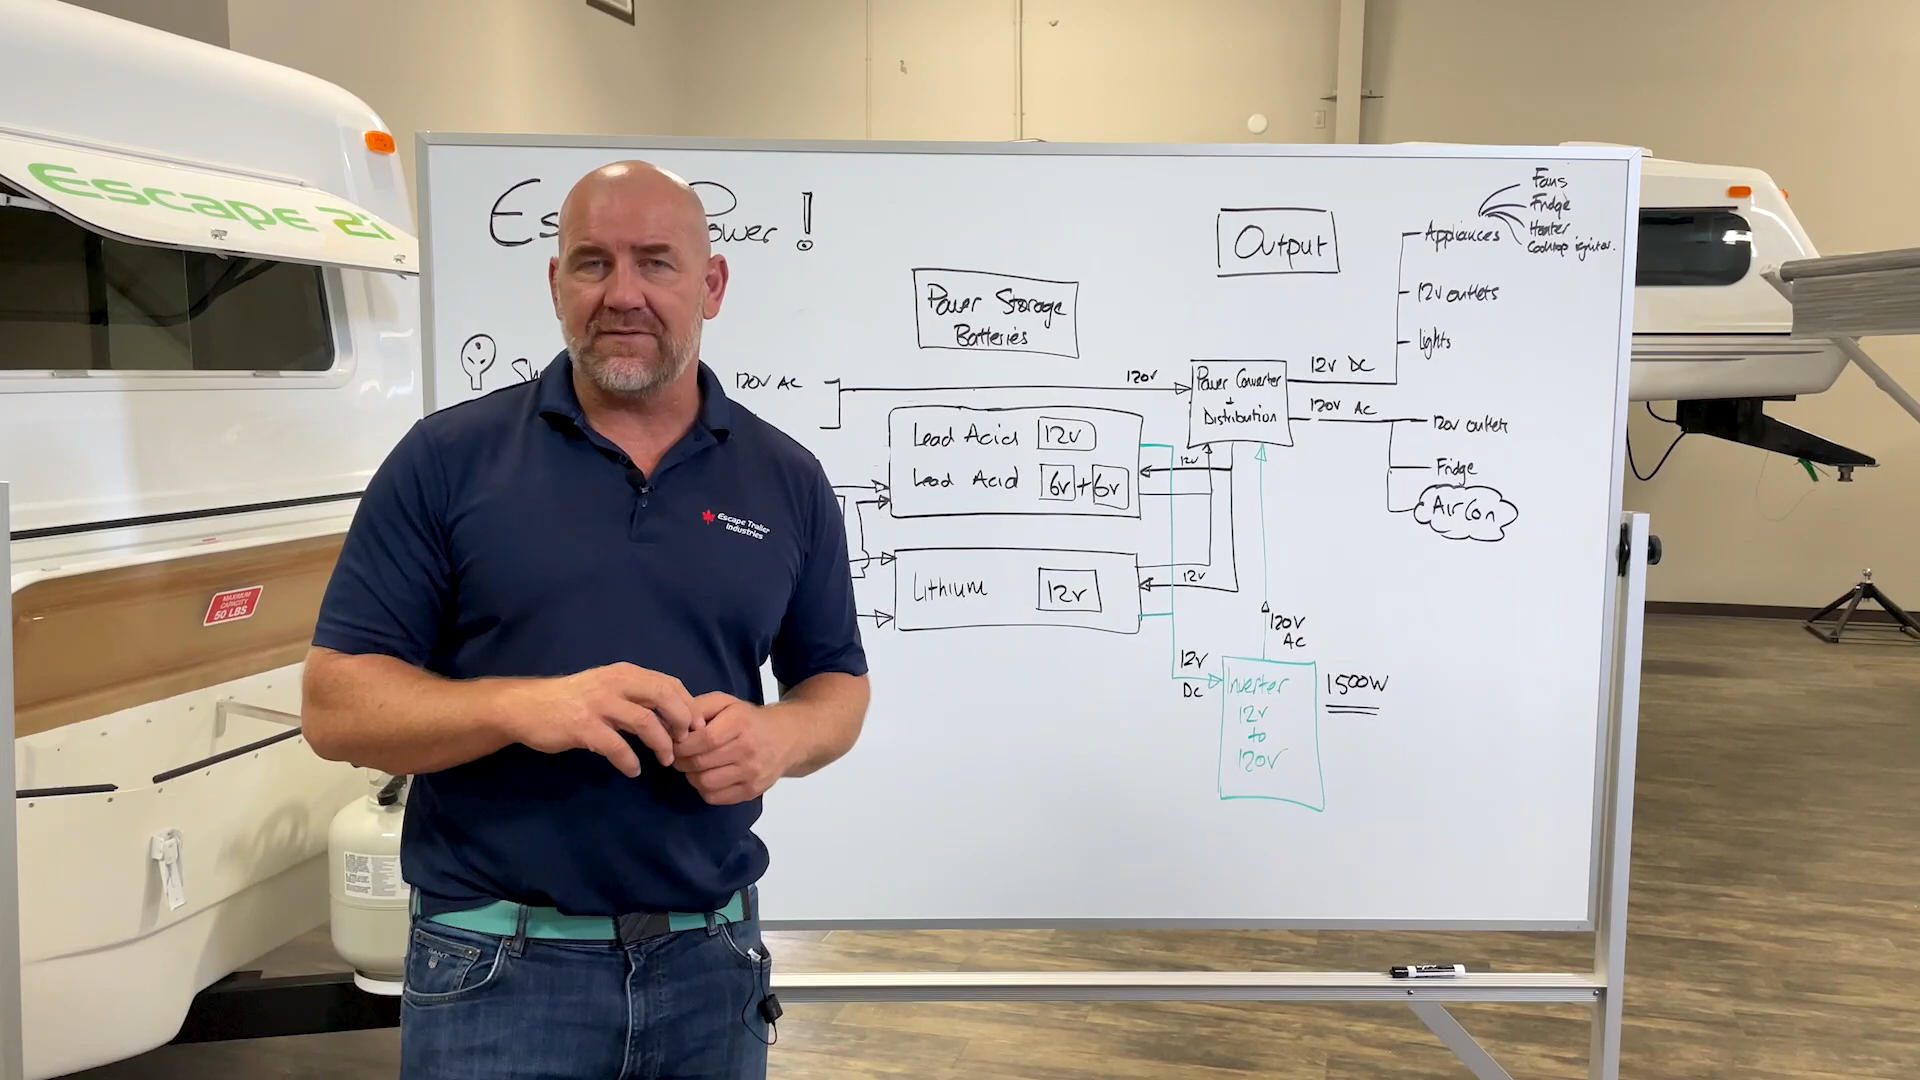 Escape 21
MAXIMUM
CAPACITY
50 LBS
Es
Power !
Power Storage
Batteries
Output
Appliances
Fans
Fridge
Heater
Cooktop igniter.
12v outlets
lights
Sh
120V AC
120V
Power Converter
+
Distribution
12V DC
120V AC
120v outlets
Fridge
Air Con
Lead Acid 12v
Lead Acid 6v + 6v
12v
Lithium 12v
12v
120V
AC
12V
DC
Inverter
12v
to
120V
1500W
Escape Trailer
Industries
GANT